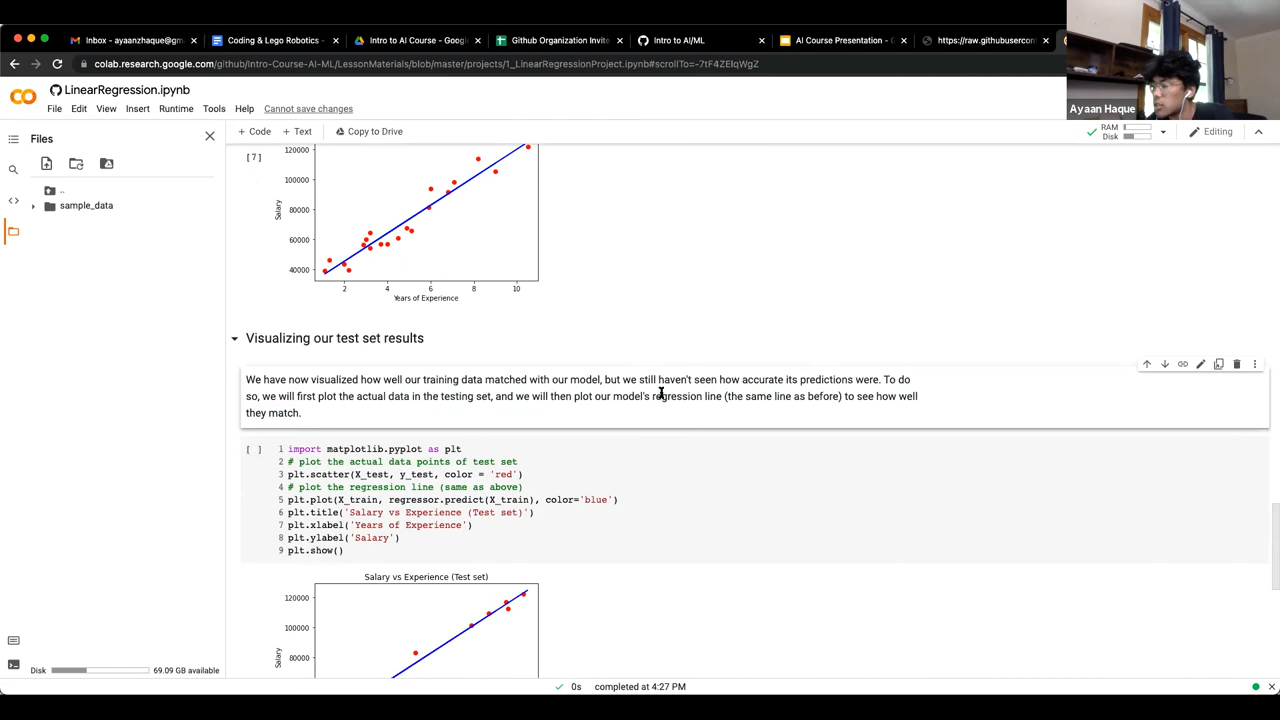 Inbox - ayaanzhaque@gm
Coding & Lego Robotics -
Intro to AI Course - Google
Github Organization Invite
Intro to AI/ML
AI Course Presentation - G
https://raw.githubusercon
colab.research.google.com/github/Intro-Course-AI-ML/LessonMaterials/blob/master/projects/1_LinearRegressionProject.ipynb#scrollTo=-7tF4ZEIqWgZ
LinearRegression.ipynb
File Edit View Insert Runtime Tools Help Cannot save changes
Ayaan Haque
Files
+ Code + Text Copy to Drive
RAM
Disk
Editing
..
sample_data
[7]
120000
100000
80000
60000
40000
Salary
2 4 6 8 10
Years of Experience
Visualizing our test set results
We have now visualized how well our training data matched with our model, but we still haven't seen how accurate its predictions were. To do
so, we will first plot the actual data in the testing set, and we will then plot our model's regression line (the same line as before) to see how well
they match.
[ ]
1 import matplotlib.pyplot as plt
2 # plot the actual data points of test set
3 plt.scatter(X_test, y_test, color = 'red')
4 # plot the regression line (same as above)
5 plt.plot(X_train, regressor.predict(X_train), color='blue')
6 plt.title('Salary vs Experience (Test set)')
7 plt.xlabel('Years of Experience')
8 plt.ylabel('Salary')
9 plt.show()
Salary vs Experience (Test set)
120000
100000
80000
Salary
Disk 69.09 GB available
0s completed at 4:27 PM